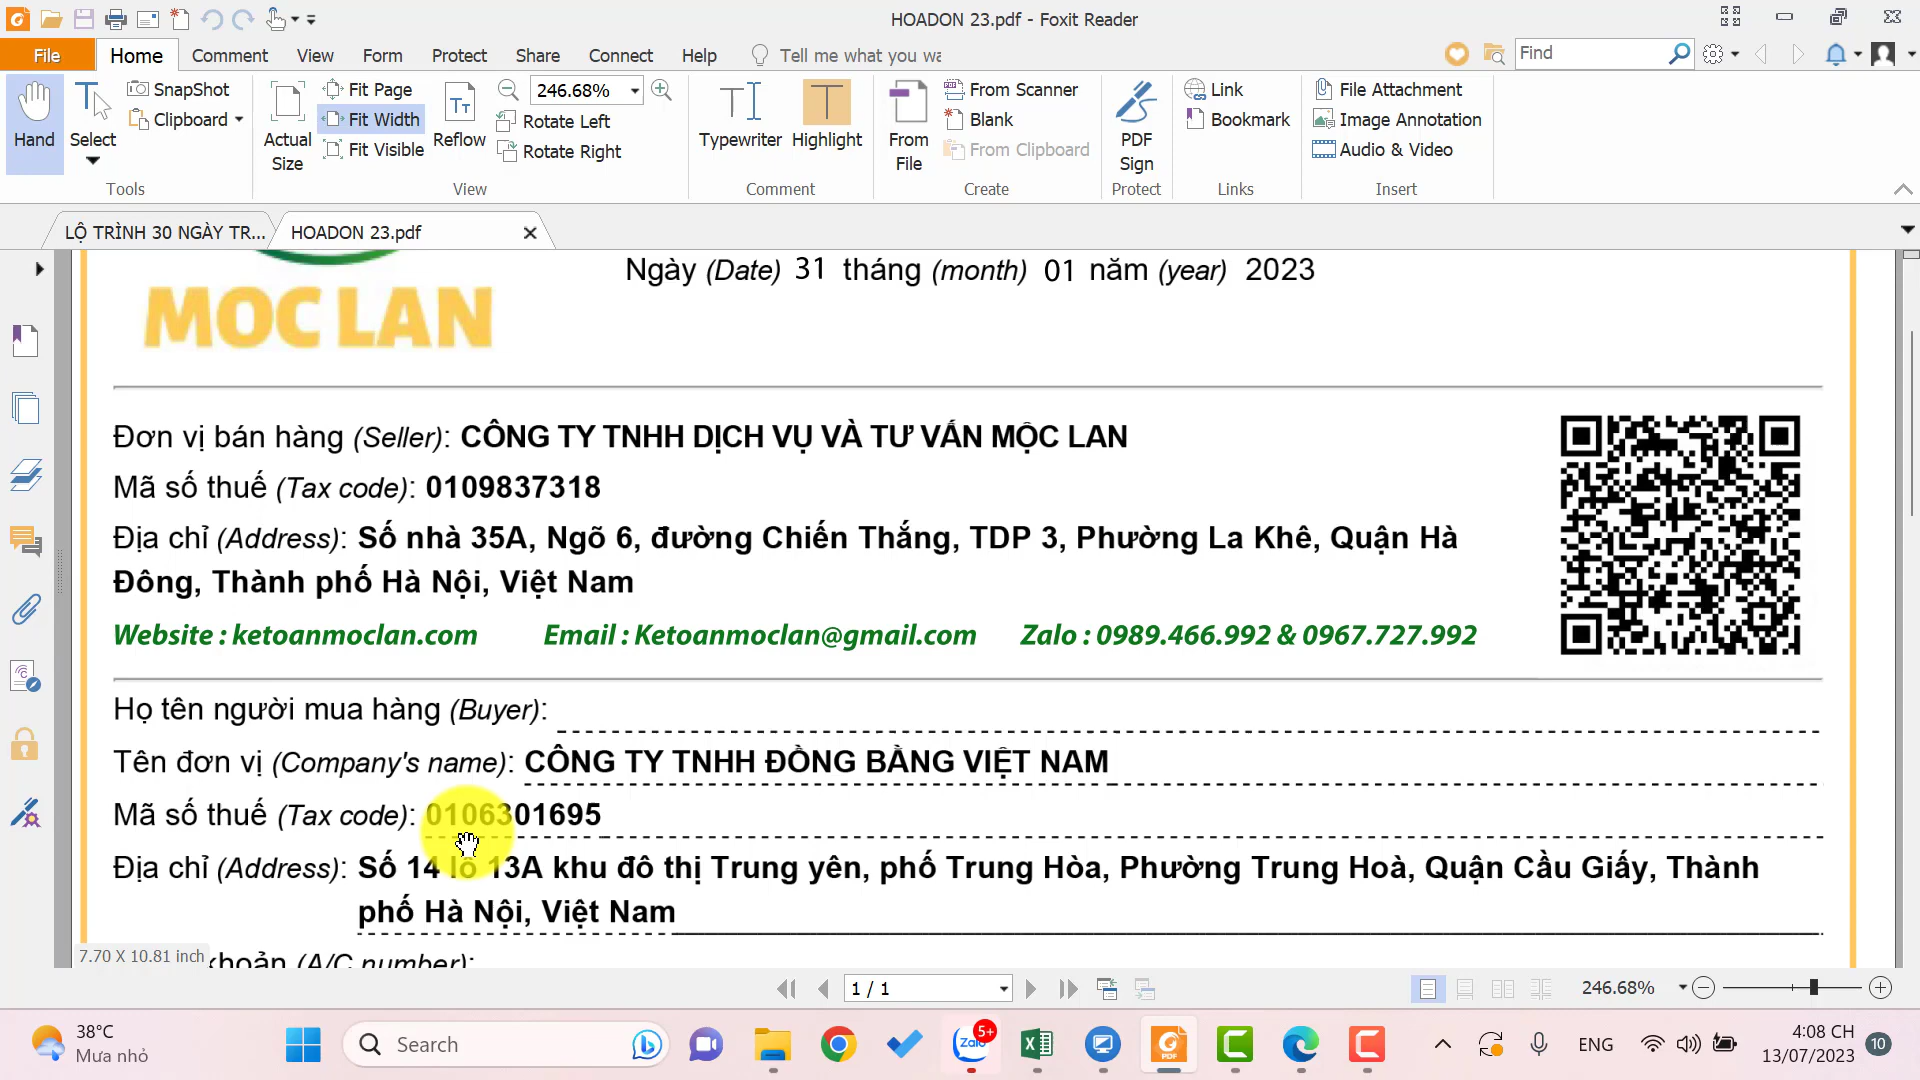 HOADON 23.pdf - Foxit Reader
File Home Comment View Form Protect Share Connect Help Tell me what you wa Find
Hand
Select
SnapShot
Clipboard
Tools
Actual Size
Fit Page
Fit Width
Fit Visible
Reflow
246.68%
Rotate Left
Rotate Right
View
Typewriter
Highlight
Comment
From File
From Scanner
Blank
From Clipboard
Create
PDF Sign
Protect
Link
Bookmark
Links
File Attachment
Image Annotation
Audio & Video
Insert
LỘ TRÌNH 30 NGÀY TR... HOADON 23.pdf
Ngày (Date) 31 tháng (month) 01 năm (year) 2023
MOC LAN
Đơn vị bán hàng (Seller): CÔNG TY TNHH DỊCH VỤ VÀ TƯ VẤN MỘC LAN
Mã số thuế (Tax code): 0109837318
Địa chỉ (Address): Số nhà 35A, Ngõ 6, đường Chiến Thắng, TDP 3, Phường La Khê, Quận Hà
Đông, Thành phố Hà Nội, Việt Nam
Website : ketoanmoclan.com Email : Ketoanmoclan@gmail.com Zalo : 0989.466.992 & 0967.727.992
Họ tên người mua hàng (Buyer):
Tên đơn vị (Company's name): CÔNG TY TNHH ĐỒNG BẰNG VIỆT NAM
Mã số thuế (Tax code): 0106301695
Địa chỉ (Address): Số 14 lô 13A khu đô thị Trung yên, phố Trung Hòa, Phường Trung Hoà, Quận Cầu Giấy, Thành
phố Hà Nội, Việt Nam
7.70 X 10.81 inch
khoản (A/C number):
1 / 1
246.68%
38°C
Mưa nhỏ
Search
Zalo
5+
ENG
4:08 CH
13/07/2023
10